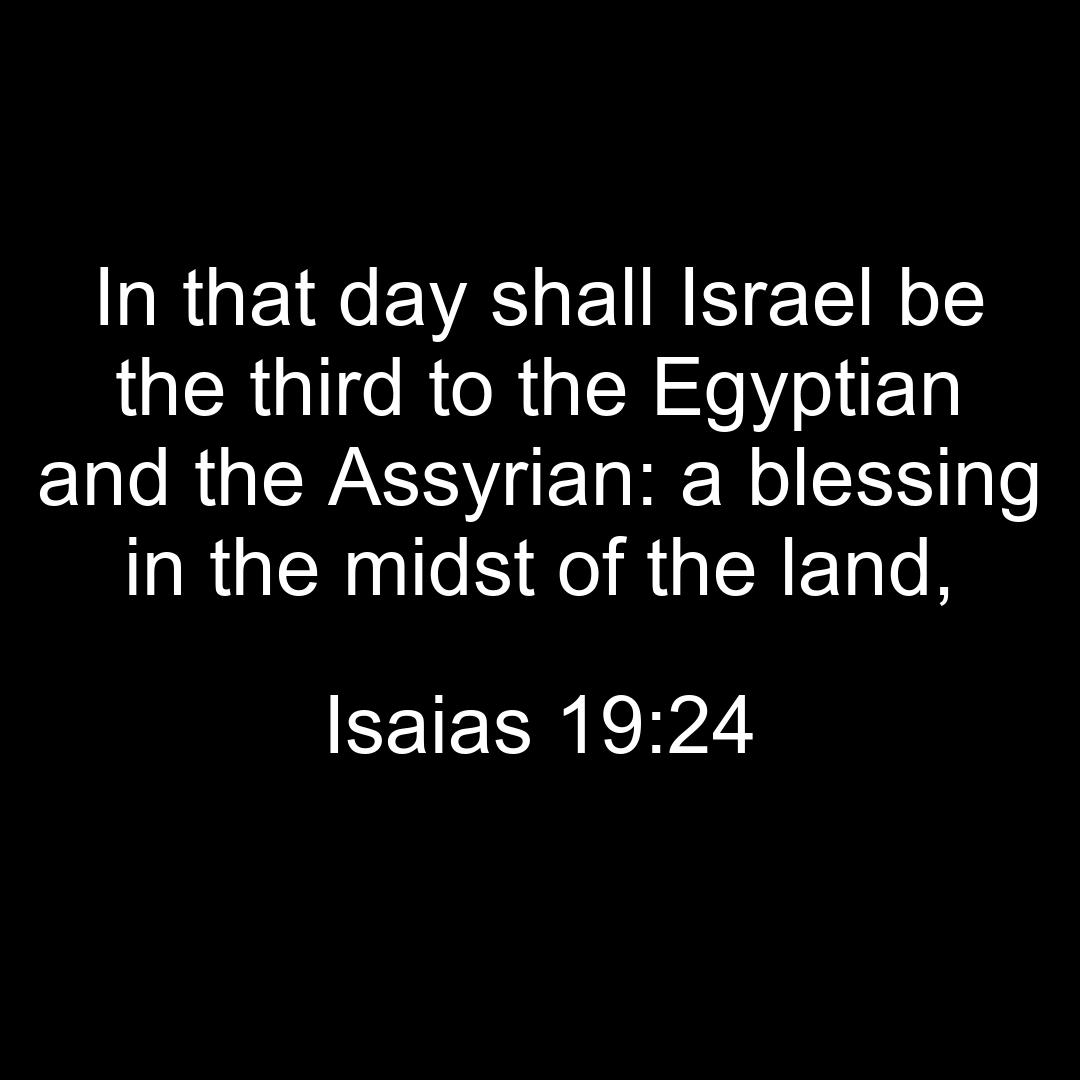 In that day shall Israel be
the third to the Egyptian
and the Assyrian: a blessing
in the midst of the land,
Isaias 19:24